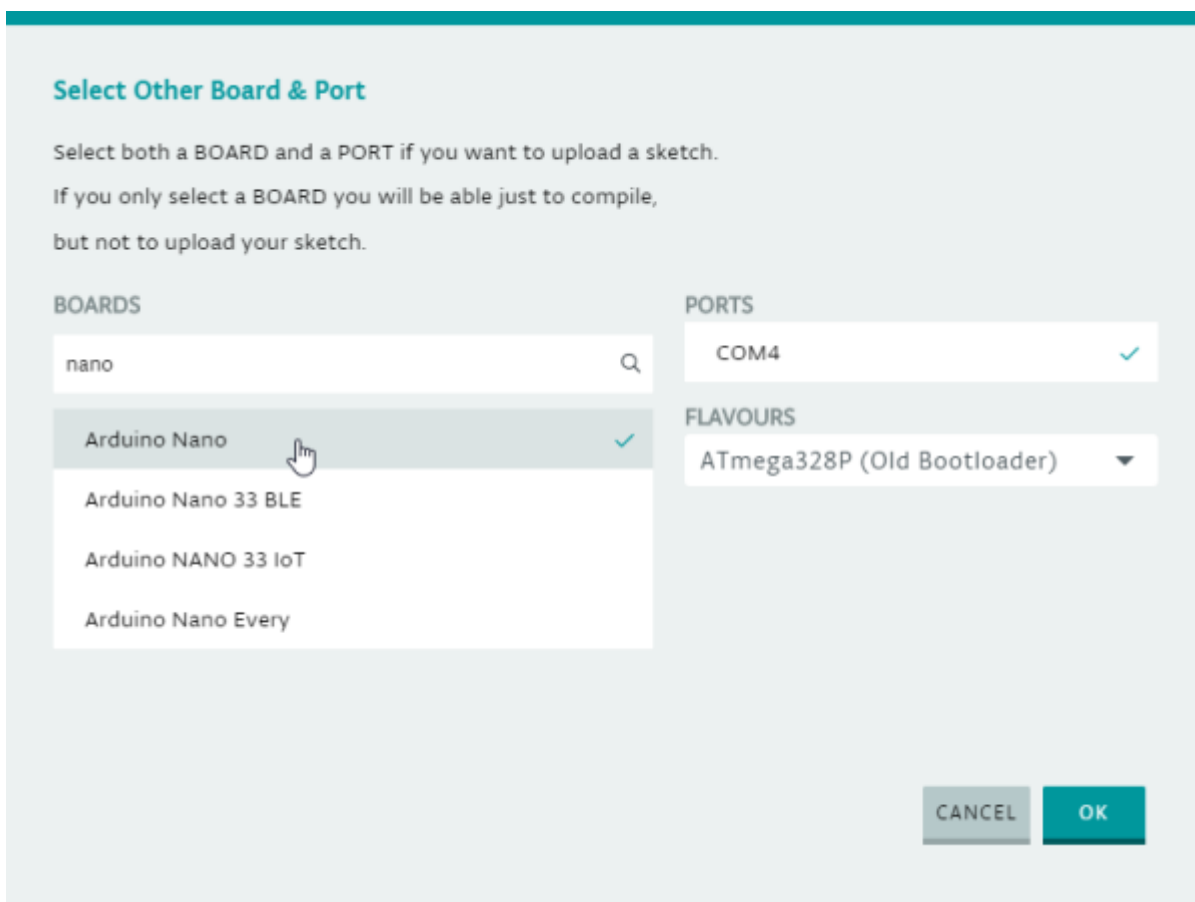 Select Other Board & Port
Select both a BOARD and a PORT if you want to upload a sketch.
If you only select a BOARD you will be able just to compile,
but not to upload your sketch.
BOARDS
nano
Arduino Nano
Arduino Nano 33 BLE
Arduino NANO 33 IoT
Arduino Nano Every
PORTS
COM4
FLAVOURS
ATmega328P (Old Bootloader)
CANCEL
OK